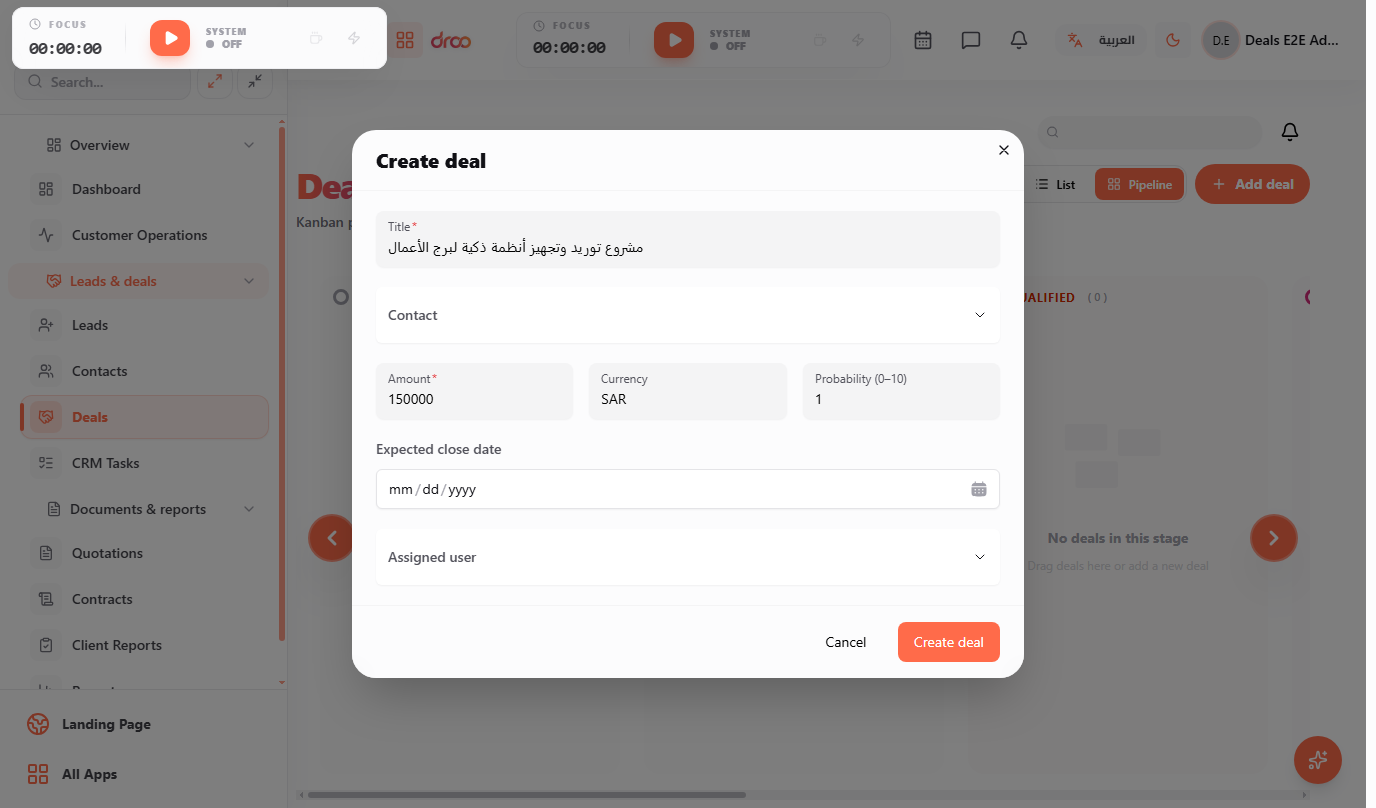 FOCUS
00:00:00
SYSTEM
OFF
droo
FOCUS
00:00:00
SYSTEM
OFF
العربية
D.E
Deals E2E Ad...
Search...
Overview
Dashboard
Customer Operations
Leads & deals
Leads
Contacts
Deals
CRM Tasks
Documents & reports
Quotations
Contracts
Client Reports
Landing Page
All Apps
List
Pipeline
Add deal
Kanban
( 0 )
No deals in this stage
Drag deals here or add a new deal
Create deal
Title*
مشروع توريد وتجهيز أنظمة ذكية لبرج الأعمال
Contact
Amount*
150000
Currency
SAR
Probability (0–10)
1
Expected close date
mm/dd/yyyy
Assigned user
Cancel
Create deal